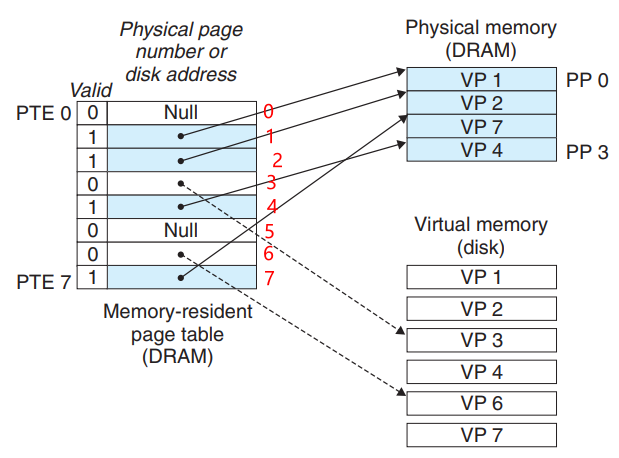 Physical page
number or
disk address
Valid
PTE 0 0 Null 0
1 1
1 2
0 3
1 4
0 Null 5
0 6
PTE 7 1 7
Memory-resident
page table
(DRAM)
Physical memory
(DRAM)
VP 1 PP 0
VP 2
VP 7
VP 4 PP 3
Virtual memory
(disk)
VP 1
VP 2
VP 3
VP 4
VP 6
VP 7